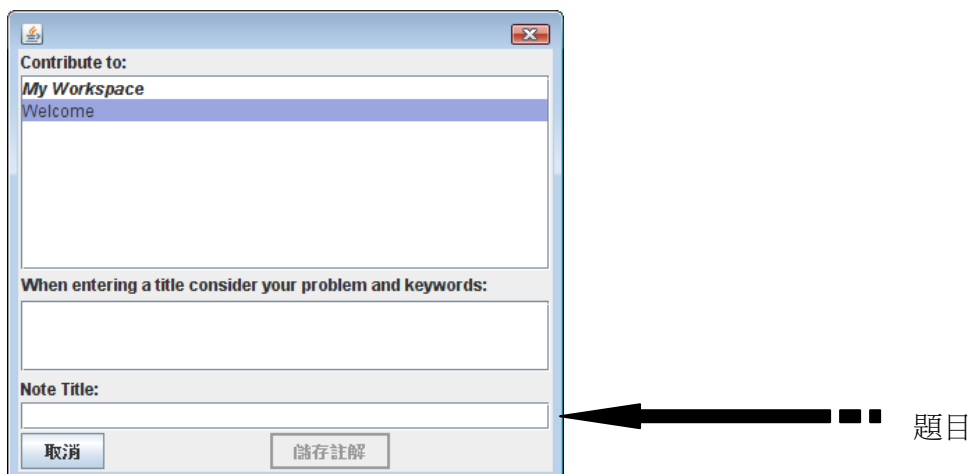 Contribute to:
My Workspace
Welcome
When entering a title consider your problem and keywords:
Note Title:
題目
取消
儲存註解